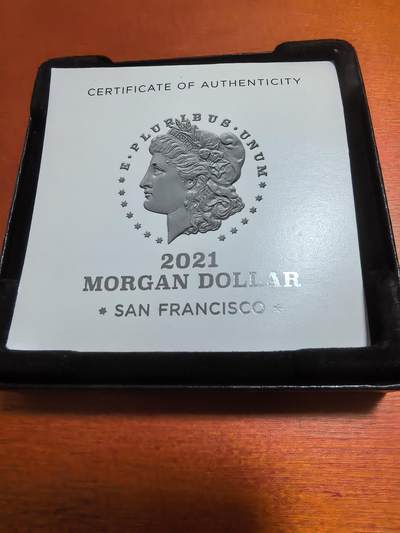 CERTIFICATE OF AUTHENTICITY
E·PLURIBUS·UNUM
2021
MORGAN DOLLAR
* SAN FRANCISCO *